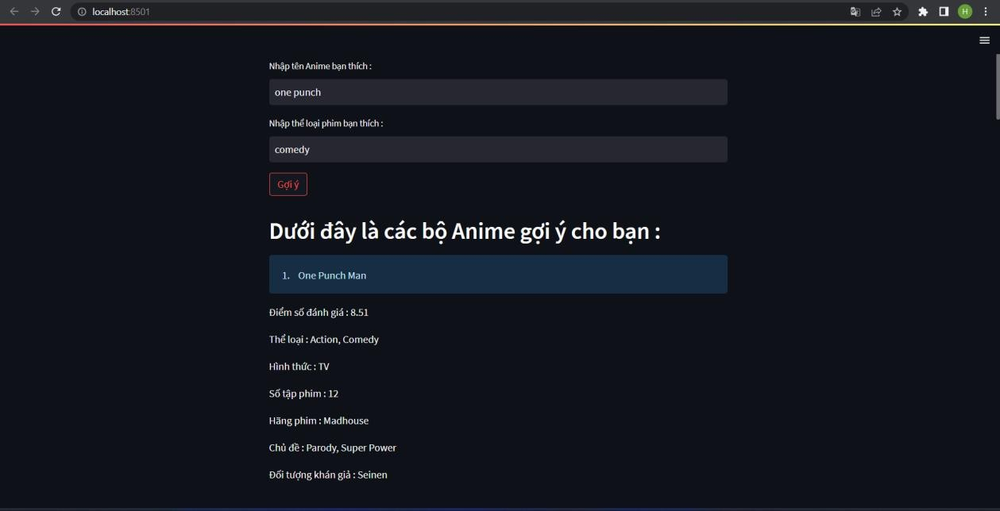 localhost:8501
H
Nhập tên Anime bạn thích :
one punch
Nhập thể loại phim bạn thích :
comedy
Gợi ý
Dưới đây là các bộ Anime gợi ý cho bạn :
1. One Punch Man
Điểm số đánh giá : 8.51
Thể loại : Action, Comedy
Hình thức : TV
Số tập phim : 12
Hãng phim : Madhouse
Chủ đề : Parody, Super Power
Đối tượng khán giả : Seinen